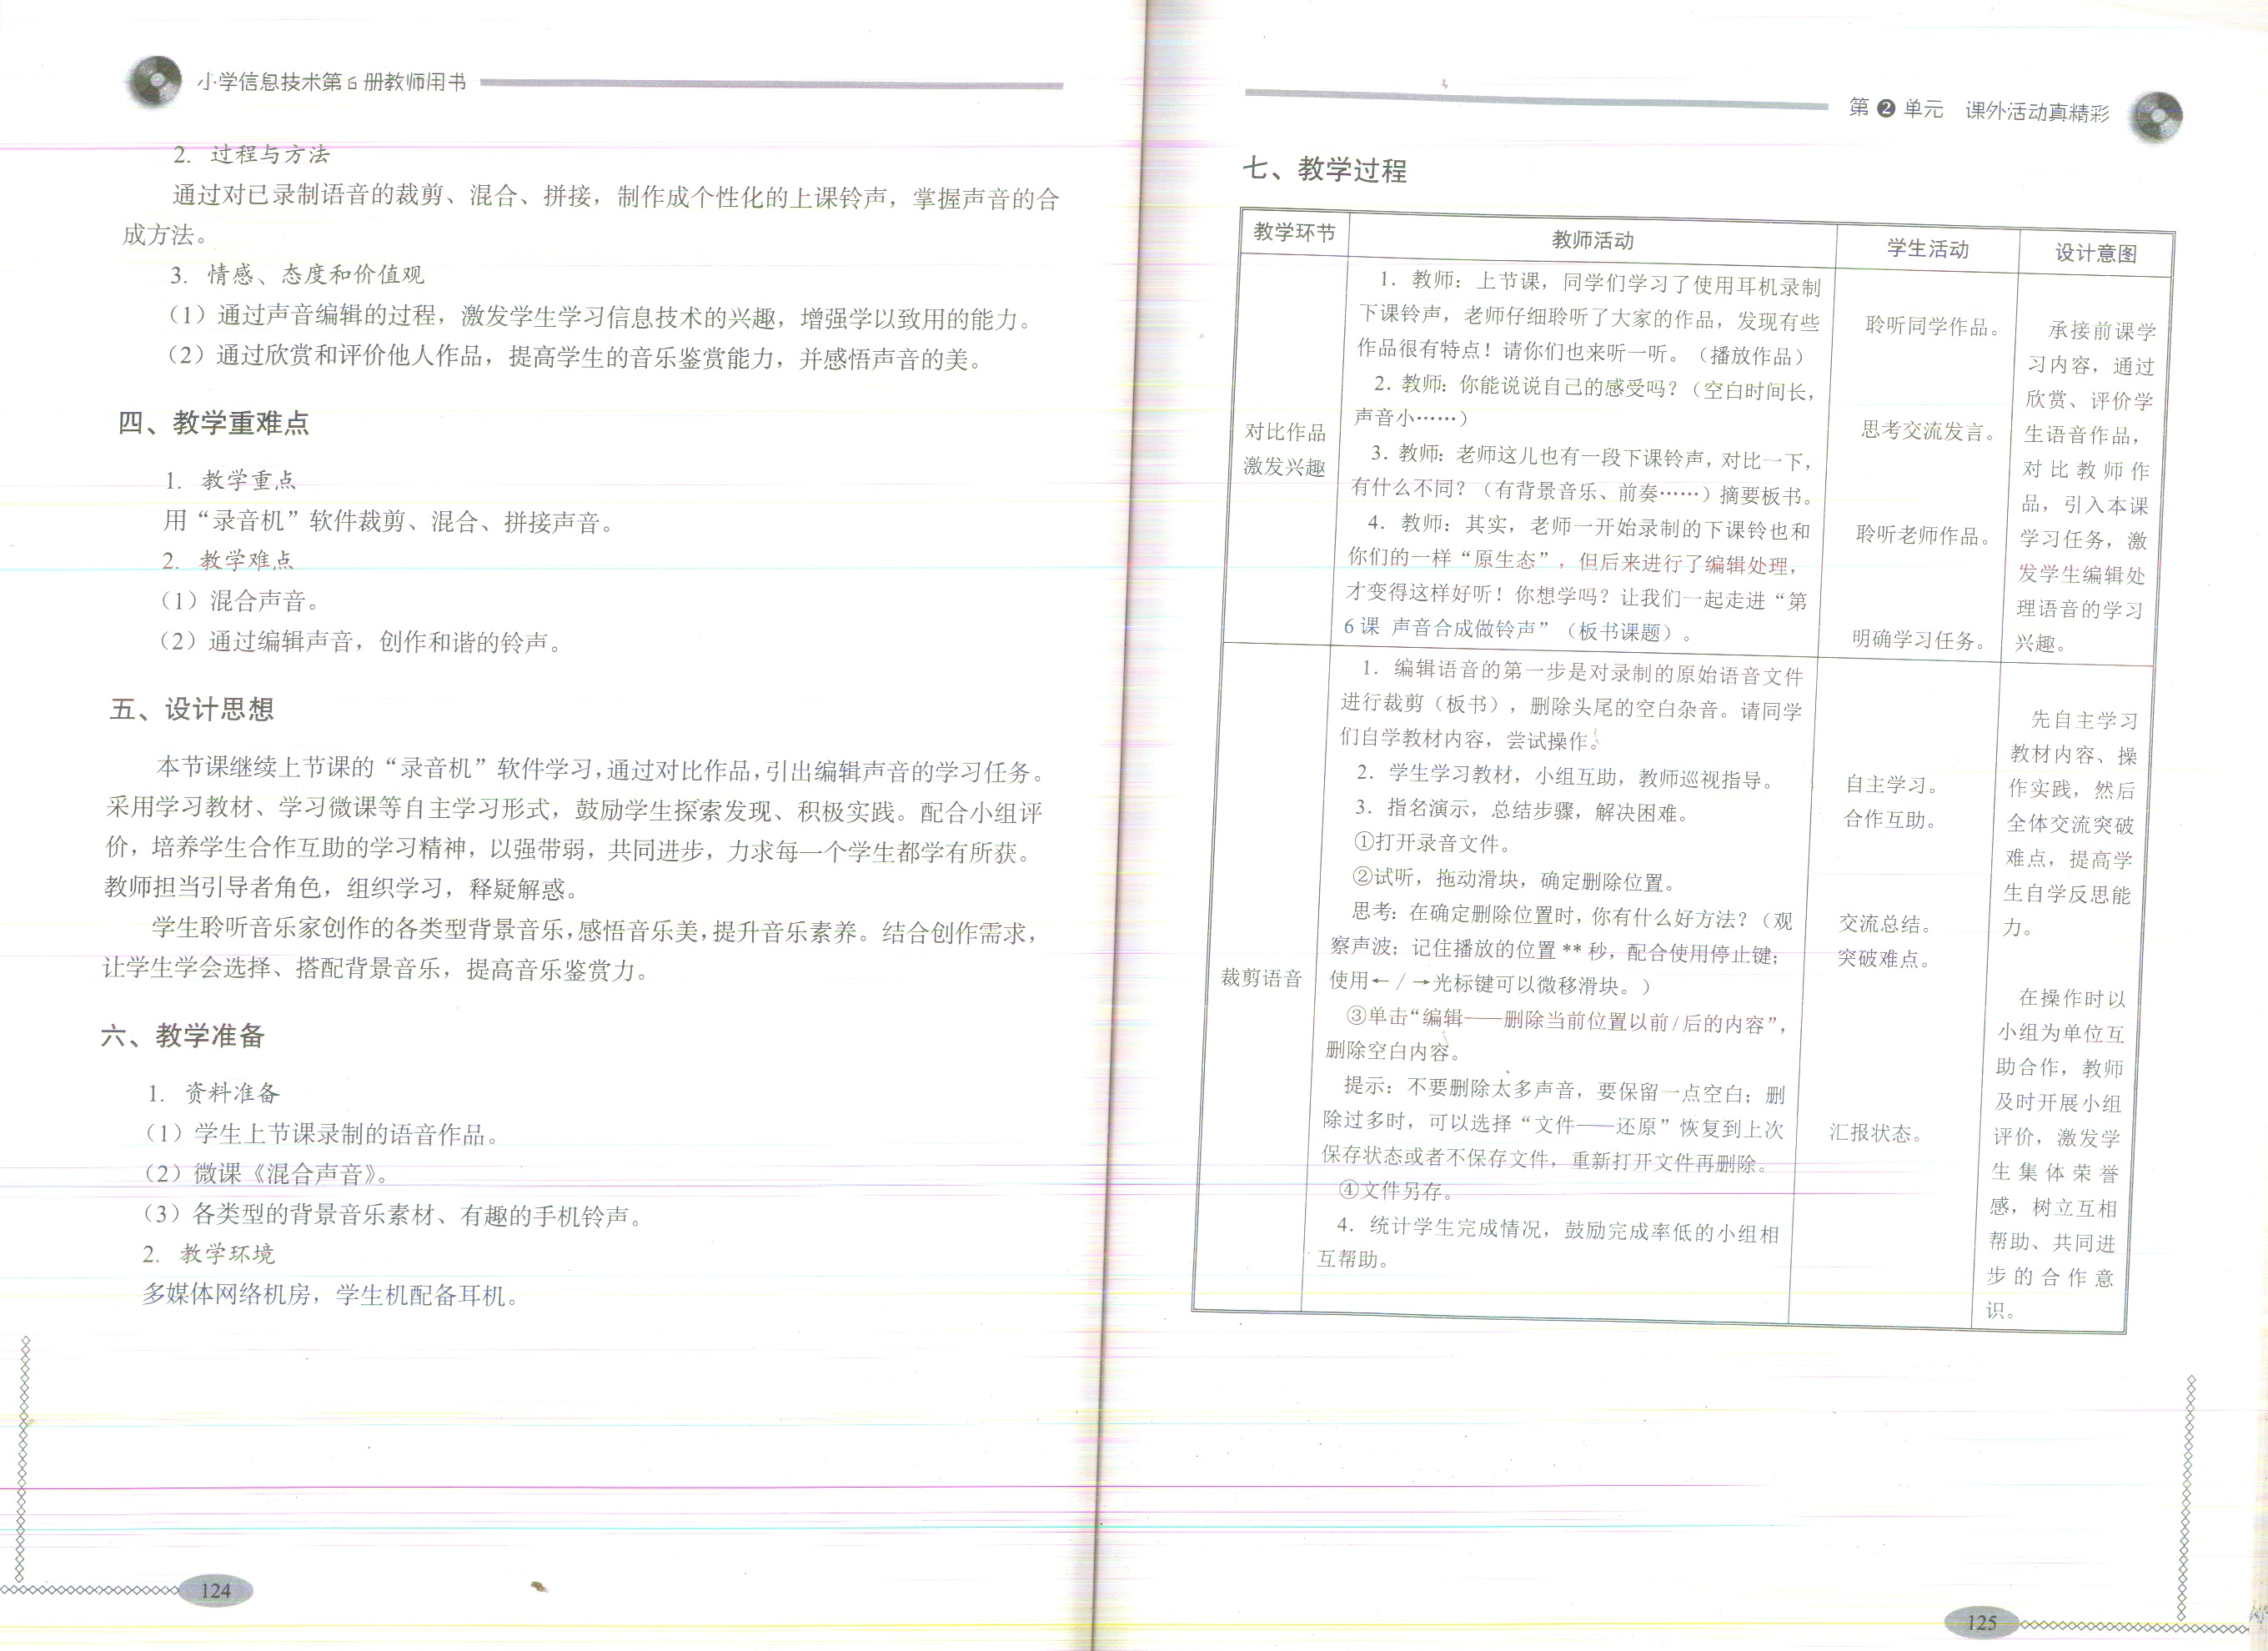 小学信息技术第6册教师用书
2. 过程与方法
通过对已录制语音的裁剪、混合、拼接，制作成个性化的上课铃声，掌握声音的合
成方法。
3. 情感、态度和价值观
（1）通过声音编辑的过程，激发学生学习信息技术的兴趣，增强学以致用的能力。
（2）通过欣赏和评价他人作品，提高学生的音乐鉴赏能力，并感悟声音的美。
四、教学重难点
1. 教学重点
用“录音机”软件裁剪、混合、拼接声音。
2. 教学难点
（1）混合声音。
（2）通过编辑声音，创作和谐的铃声。
五、设计思想
本节课继续上节课的“录音机”软件学习，通过对比作品，引出编辑声音的学习任务。
采用学习教材、学习微课等自主学习形式，鼓励学生探索发现、积极实践。配合小组评
价，培养学生合作互助的学习精神，以强带弱，共同进步，力求每一个学生都学有所获。
教师担当引导者角色，组织学习，释疑解惑。
学生聆听音乐家创作的各类型背景音乐，感悟音乐美，提升音乐素养。结合创作需求，
让学生学会选择、搭配背景音乐，提高音乐鉴赏力。
六、教学准备
1. 资料准备
（1）学生上节课录制的语音作品。
（2）微课《混合声音》。
（3）各类型的背景音乐素材、有趣的手机铃声。
2. 教学环境
多媒体网络机房，学生机配备耳机。
124
第2单元 课外活动真精彩
七、教学过程
教学环节
教师活动
学生活动
设计意图
对比作品
激发兴趣
1. 教师：上节课，同学们学习了使用耳机录制
下课铃声，老师仔细聆听了大家的作品，发现有些
作品很有特点！请你们也来听一听。（播放作品）
2. 教师：你能说说自己的感受吗？（空白时间长，
声音小……）
3. 教师：老师这儿也有一段下课铃声，对比一下，
有什么不同？（有背景音乐、前奏……）摘要板书。
4. 教师：其实，老师一开始录制的下课铃也和
你们的一样“原生态”，但后来进行了编辑处理，
才变得这样好听！你想学吗？让我们一起走进“第
6课 声音合成做铃声”（板书课题）。
聆听同学作品。
思考交流发言。
聆听老师作品。
明确学习任务。
承接前课学
习内容，通过
欣赏、评价学
生语音作品，
对比教师作
品，引入本课
学习任务，激
发学生编辑处
理语音的学习
兴趣。
裁剪语音
1. 编辑语音的第一步是对录制的原始语音文件
进行裁剪（板书），删除头尾的空白杂音。请同学
们自学教材内容，尝试操作。
2. 学生学习教材，小组互助，教师巡视指导。
3. 指名演示，总结步骤，解决困难。
①打开录音文件。
②试听，拖动滑块，确定删除位置。
思考：在确定删除位置时，你有什么好方法？（观
察声波；记住播放的位置**秒，配合使用停止键；
使用←/→光标键可以微移滑块。）
③单击“编辑——删除当前位置以前/后的内容”，
删除空白内容。
提示：不要删除太多声音，要保留一点空白；删
除过多时，可以选择“文件——还原”恢复到上次
保存状态或者不保存文件，重新打开文件再删除。
④文件另存。
4. 统计学生完成情况，鼓励完成率低的小组相
互帮助。
自主学习。
合作互助。
交流总结。
突破难点。
汇报状态。
先自主学习
教材内容、操
作实践，然后
全体交流突破
难点，提高学
生自学反思能
力。
在操作时以
小组为单位互
助合作，教师
及时开展小组
评价，激发学
生集体荣誉
感，树立互相
帮助、共同进
步的合作意
识。
125